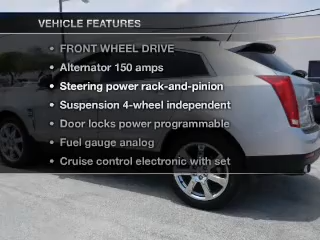 VEHICLE FEATURES
• FRONT WHEEL DRIVE
• Alternator 150 amps
• Steering power rack-and-pinion
• Suspension 4-wheel independent
• Door locks power programmable
• Fuel gauge analog
• Cruise control electronic with set